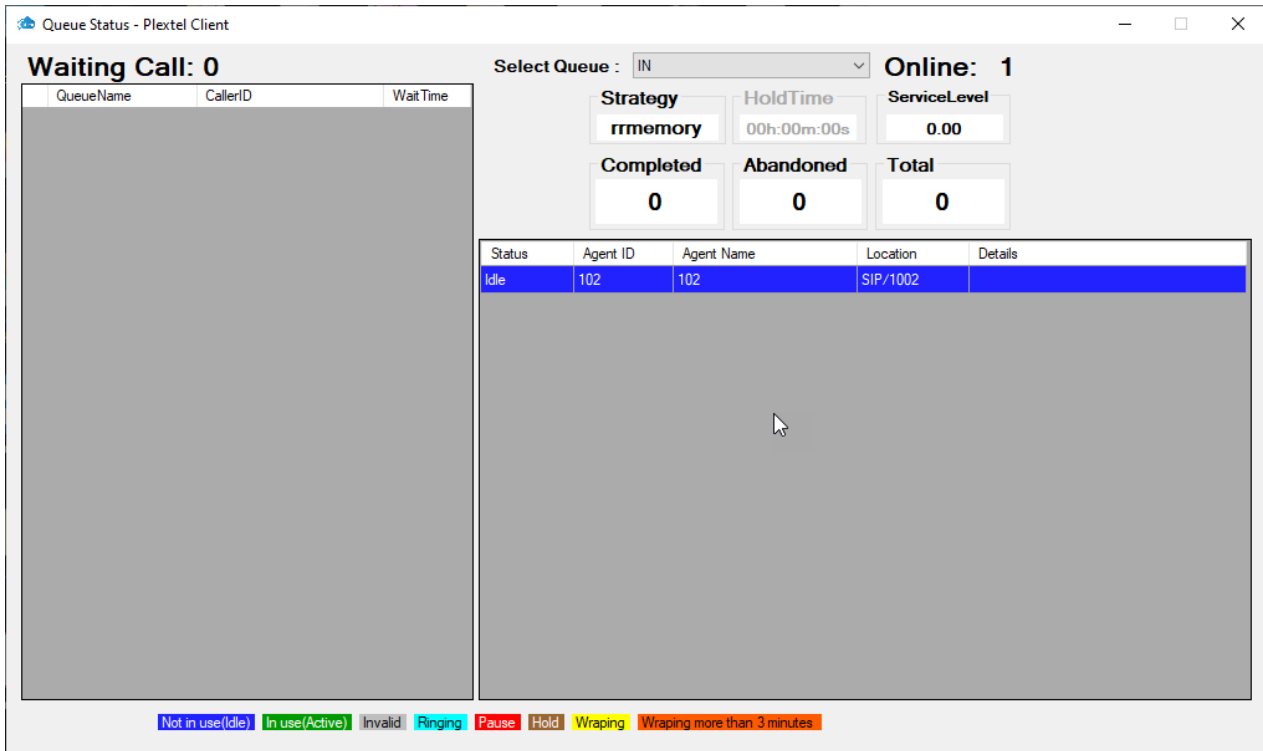 Queue Status - Plextel Client
Waiting Call: 0
Select Queue : IN
Online: 1
QueueName CallerID WaitTime
Strategy HoldTime ServiceLevel
rrmemory 00h:00m:00s 0.00
Completed Abandoned Total
0 0 0
Status Agent ID Agent Name Location Details
Idle 102 102 SIP/1002
Not in use(Idle) In use(Active) Invalid Ringing Pause Hold Wraping Wraping more than 3 minutes